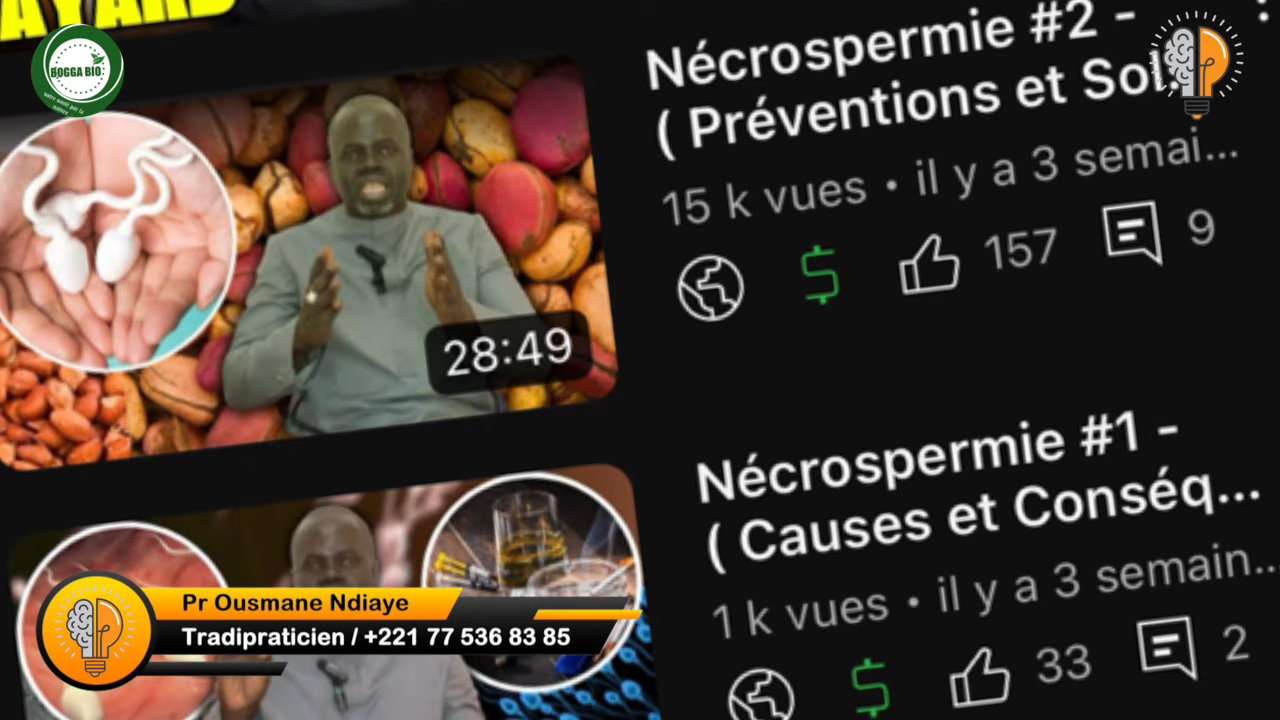 AYARD
BOGGA BIO
Nécrospermie #2 -
( Préventions et Sol
15 k vues • il y a 3 semai...
157
9
28:49
Nécrospermie #1 -
( Causes et Conséq...
1 k vues • il y a 3 semain...
33
2
Pr Ousmane Ndiaye
Tradipraticien / +221 77 536 83 85